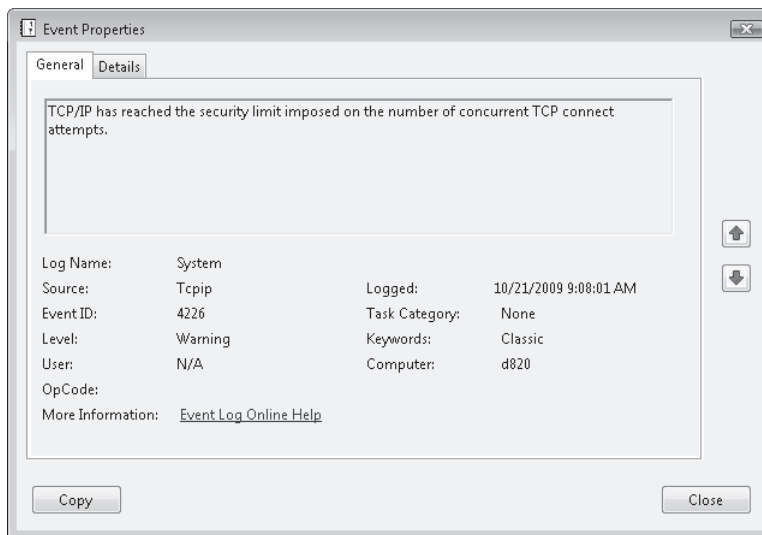 Event Properties
General Details
TCP/IP has reached the security limit imposed on the number of concurrent TCP connect
attempts.
Log Name: System
Source: Tcpip Logged: 10/21/2009 9:08:01 AM
Event ID: 4226 Task Category: None
Level: Warning Keywords: Classic
User: N/A Computer: d820
OpCode:
More Information: Event Log Online Help
Copy Close